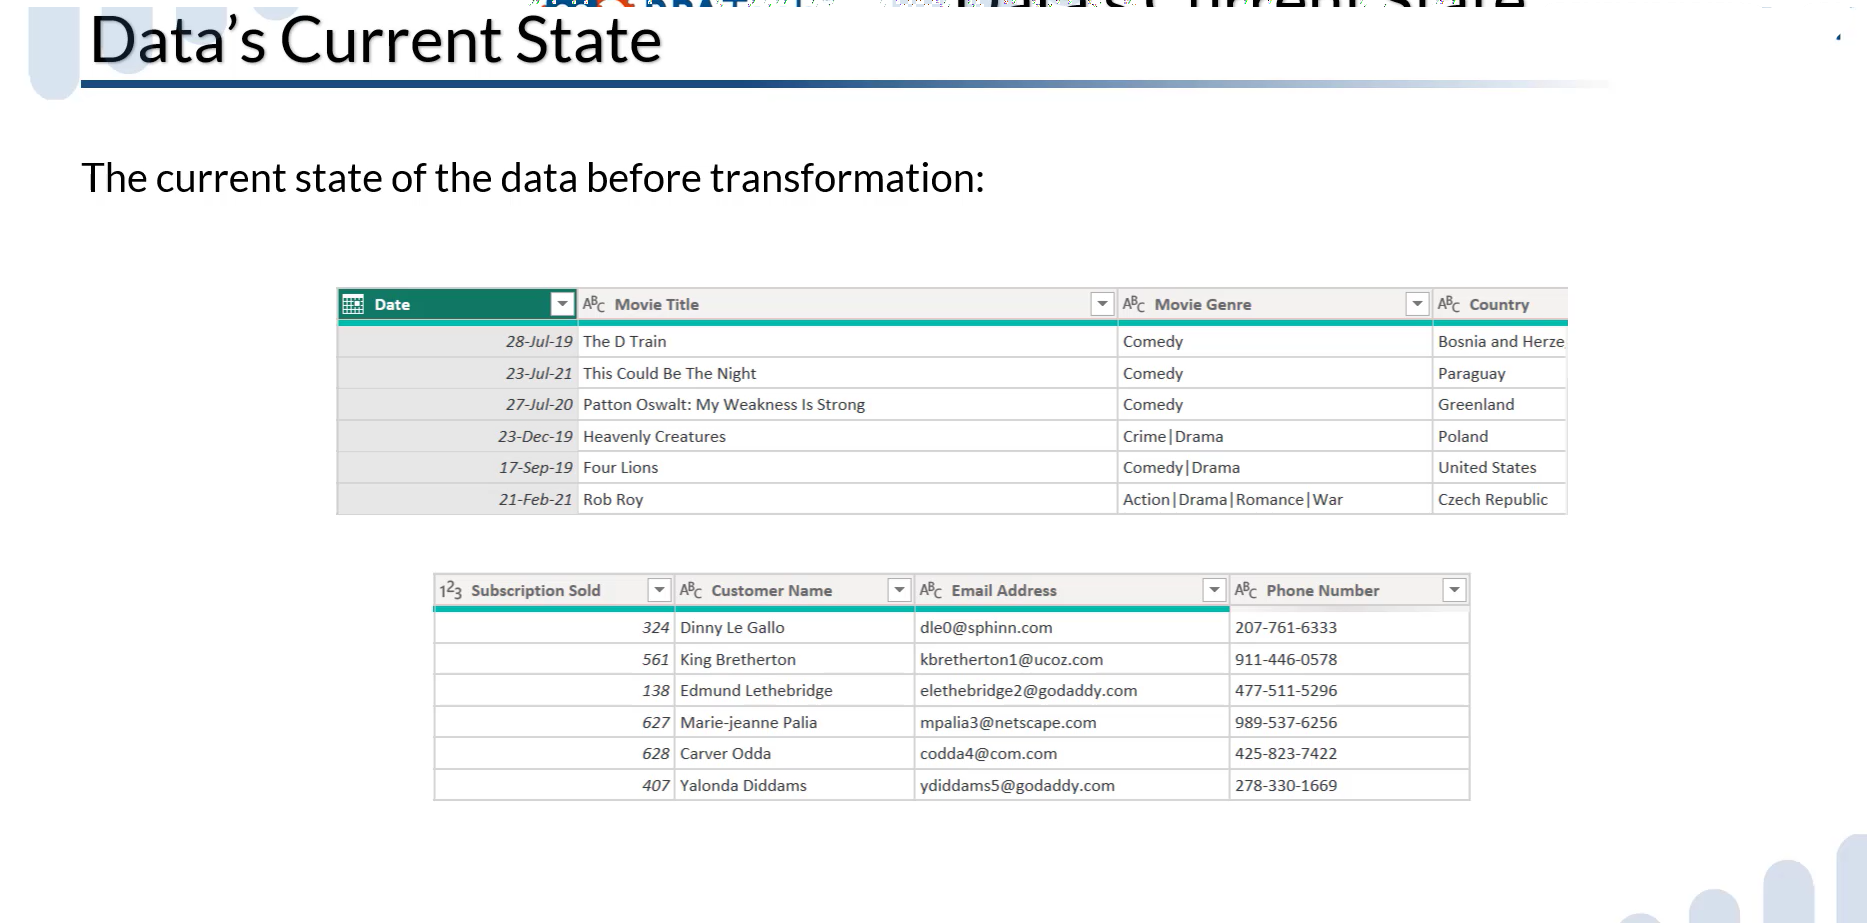 Data's Current State
Data’s Current State
The current state of the data before transformation:
Date Movie Title Movie Genre Country
28-Jul-19 The D Train Comedy Bosnia and Herze
23-Jul-21 This Could Be The Night Comedy Paraguay
27-Jul-20 Patton Oswalt: My Weakness Is Strong Comedy Greenland
23-Dec-19 Heavenly Creatures Crime|Drama Poland
17-Sep-19 Four Lions Comedy|Drama United States
21-Feb-21 Rob Roy Action|Drama|Romance|War Czech Republic
123 Subscription Sold ABC Customer Name ABC Email Address ABC Phone Number
324 Dinny Le Gallo dle0@sphinn.com 207-761-6333
561 King Bretherton kbretherton1@ucoz.com 911-446-0578
138 Edmund Lethebridge elethebridge2@godaddy.com 477-511-5296
627 Marie-jeanne Palia mpalia3@netscape.com 989-537-6256
628 Carver Odda codda4@com.com 425-823-7422
407 Yalonda Diddams ydiddams5@godaddy.com 278-330-1669